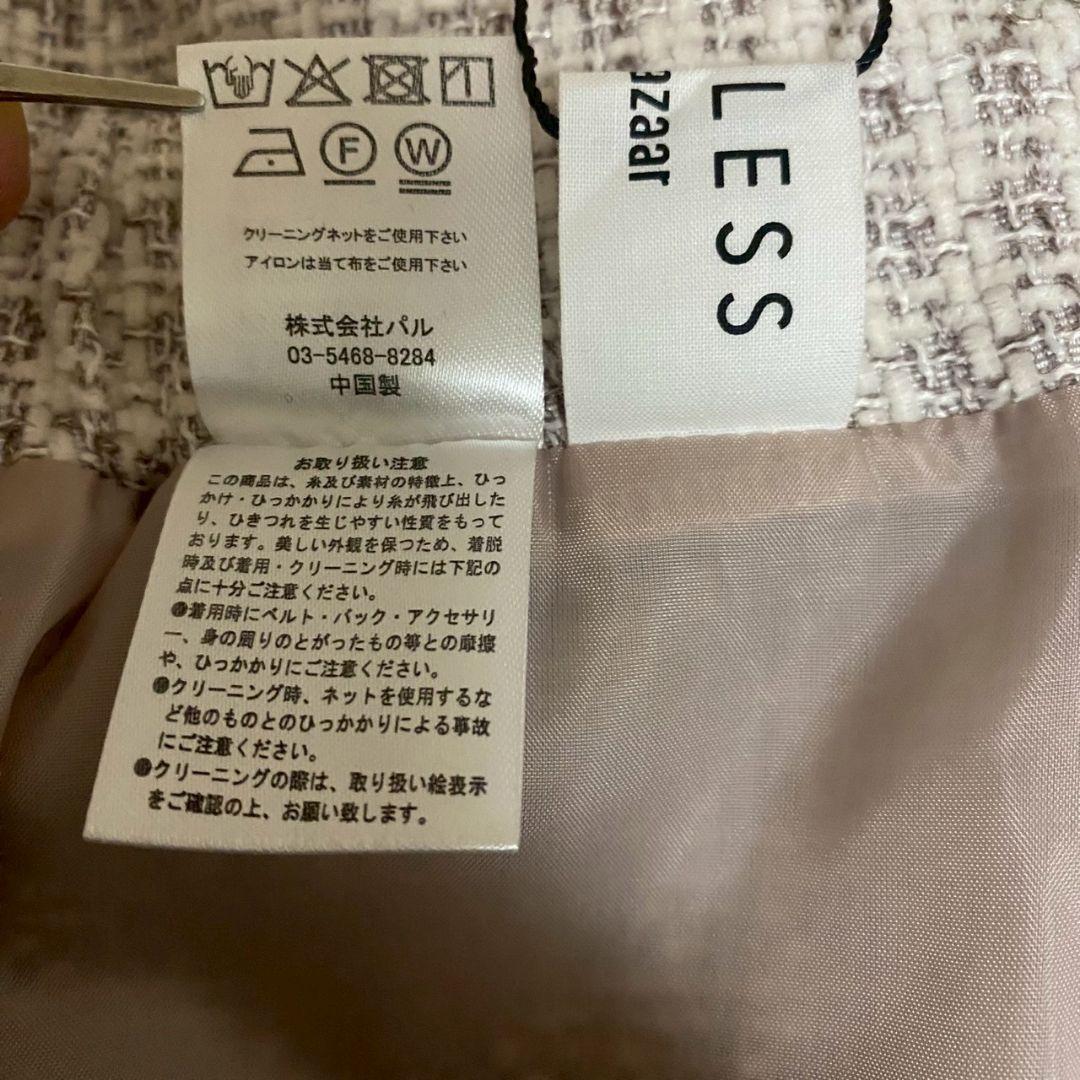 F W
クリーニングネットをご使用下さい
アイロンは当て布をご使用下さい
株式会社パル
03-5468-8284
中国製
お取り扱い注意
この商品は、糸及び素材の特徴上、ひっ
かけ・ひっかかりにより糸が飛び出した
り、ひきつれを生じやすい性質をもって
おります。美しい外観を保つため、着脱
時及び着用・クリーニング時には下記の
点に十分ご注意ください。
●着用時にベルト・バック・アクセサリ
ー、身の周りのとがったもの等との摩擦
や、ひっかかりにご注意ください。
●クリーニング時、ネットを使用するな
ど他のものとのひっかかりによる事故
にご注意ください。
●クリーニングの際は、取り扱い絵表示
をご確認の上、お願い致します。
LESS
azaar